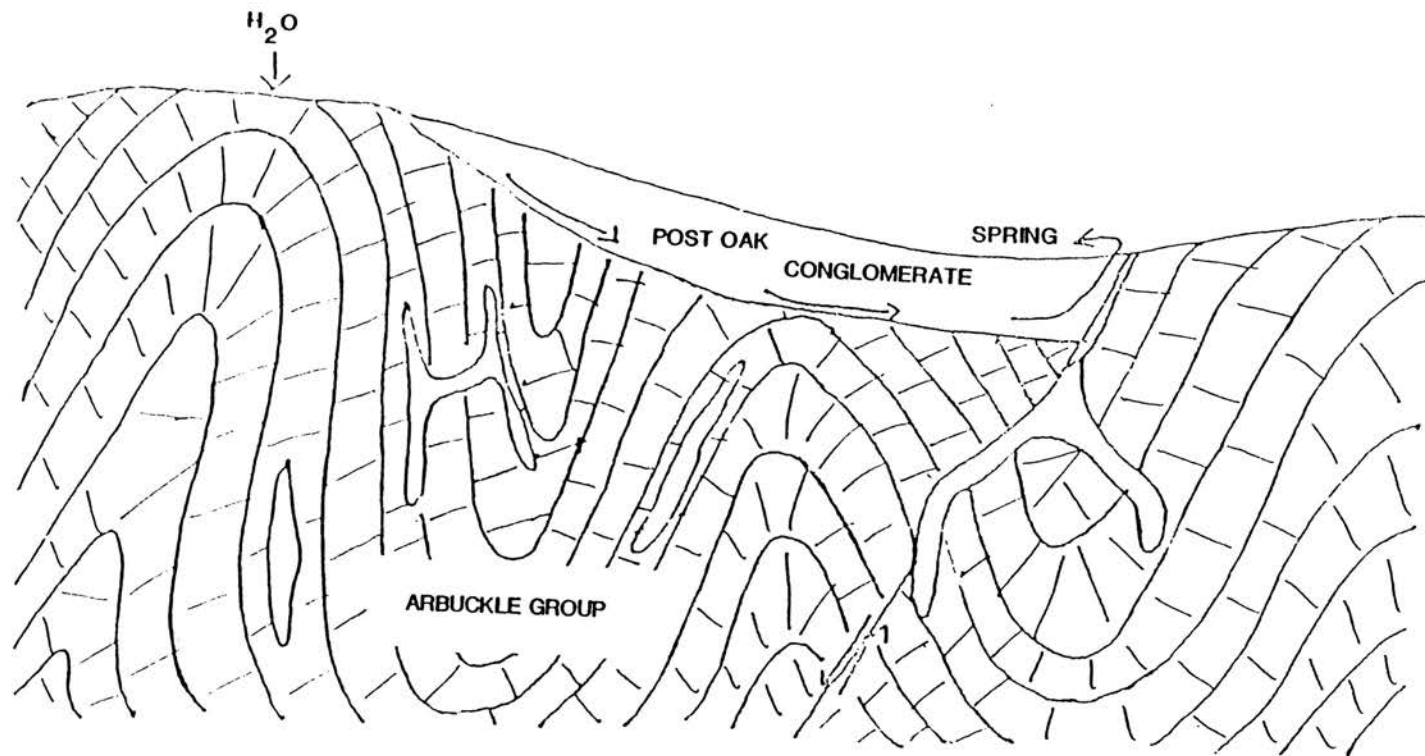 H2O
POST OAK
CONGLOMERATE
SPRING
ARBUCKLE GROUP